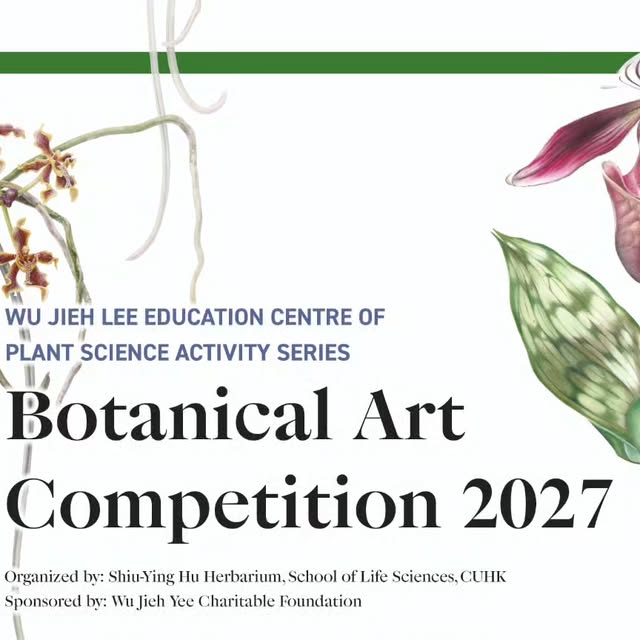 WU JIEH LEE EDUCATION CENTRE OF
PLANT SCIENCE ACTIVITY SERIES
Botanical Art
Competition 2027
Organized by: Shiu-Ying Hu Herbarium, School of Life Sciences, CUHK
Sponsored by: Wu Jieh Yee Charitable Foundation